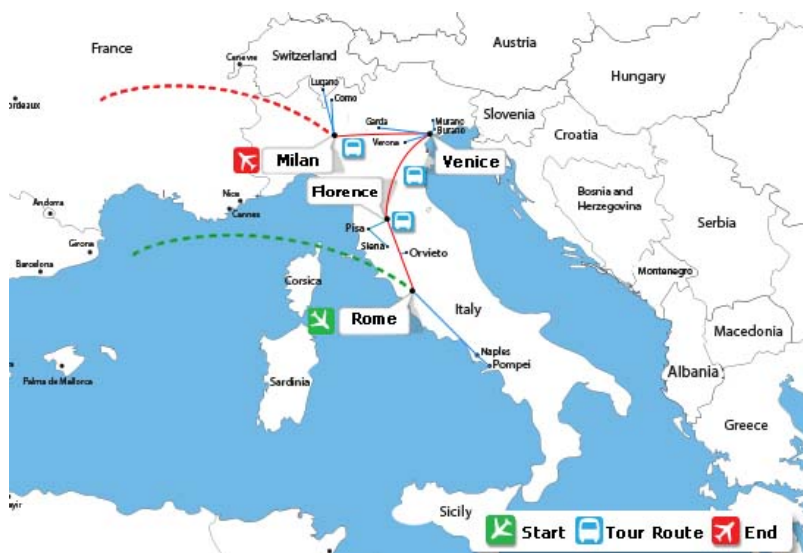 France
Switzerland
Austria
Hungary
Geneve
Lugano
Como
Garda
Murano
Burano
Verona
Slovenia
Croatia
Milan
Venice
Florence
Bosnia and
Herzegovina
Serbia
Nice
Cannes
Andorra
Girona
Barcelona
Pisa
Siena
Orvieto
Montenegro
Corsica
Rome
Italy
Macedonia
Naples
Pompei
Albania
Palma de Mallorca
Sardinia
Greece
Sicily
Start
Tour Route
End